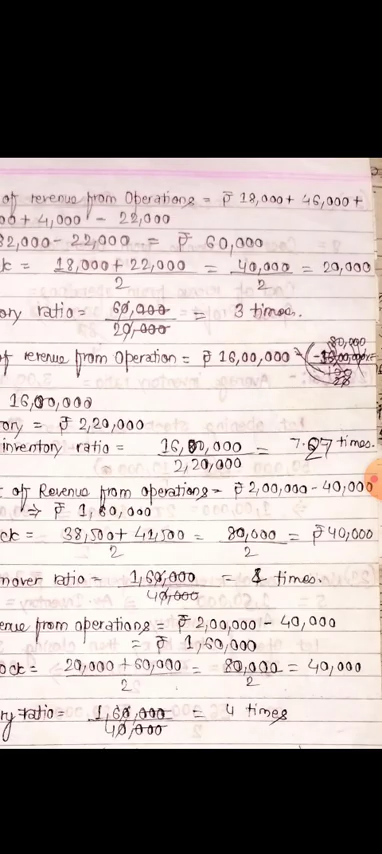 of revenue from Operations = ₹ 18,000 + 46,000 +
00 + 4,000 - 22,000
82,000 - 22,000 = ₹ 60,000
ck = 18,000 + 22,000 / 2 = 40,000 / 2 = 20,000
ory ratio = 60,000 / 20,000 = 3 times.
of revenue from Operation = ₹ 16,00,000
16,00,000
ory = ₹ 2,20,000
inventory ratio = 16,00,000 / 2,20,000 = 7.27 times.
of Revenue from operations = ₹ 2,00,000 - 40,000
⇒ ₹ 1,60,000
ck = 38,500 + 41,500 / 2 = 80,000 / 2 = ₹ 40,000
nover ratio = 1,60,000 / 40,000 = 4 times.
enue from operations = ₹ 2,00,000 - 40,000
= ₹ 1,60,000
ock = 20,000 + 60,000 / 2 = 80,000 / 2 = 40,000
ry ratio = 1,60,000 / 40,000 = 4 times